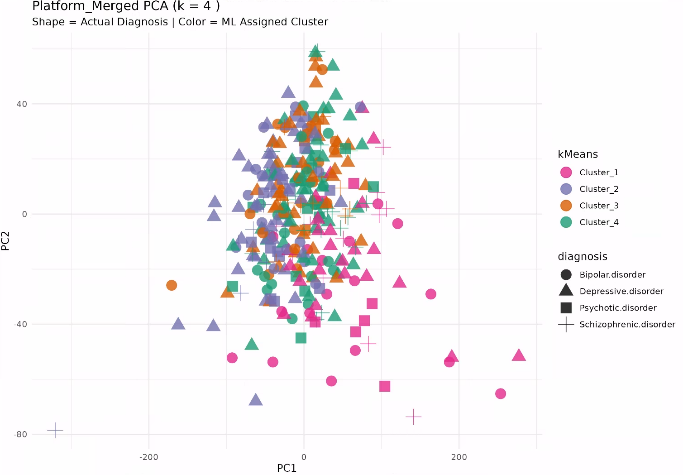 Platform_Merged PCA (k = 4 )
Shape = Actual Diagnosis | Color = ML Assigned Cluster
40
0
-40
-80
PC2
-200
0
200
PC1
kMeans
Cluster_1
Cluster_2
Cluster_3
Cluster_4
diagnosis
Bipolar.disorder
Depressive.disorder
Psychotic.disorder
Schizophrenic.disorder